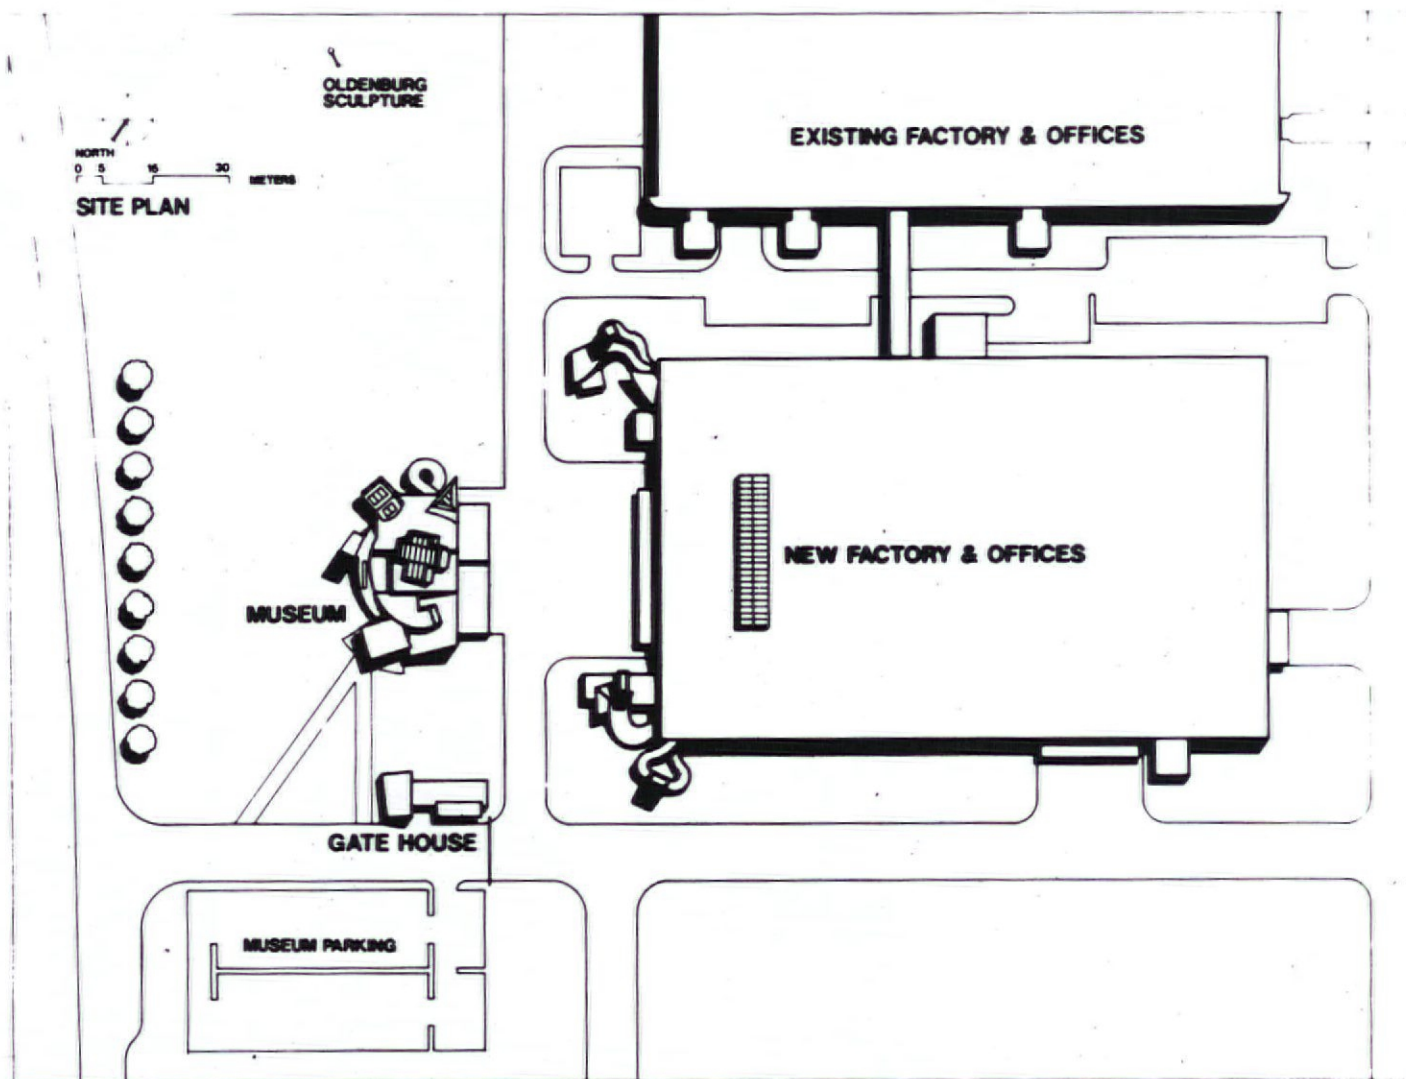 OLDENBURG
SCULPTURE
EXISTING FACTORY & OFFICES
NORTH
0 5 15 30 METERS
SITE PLAN
NEW FACTORY & OFFICES
MUSEUM
GATE HOUSE
MUSEUM PARKING